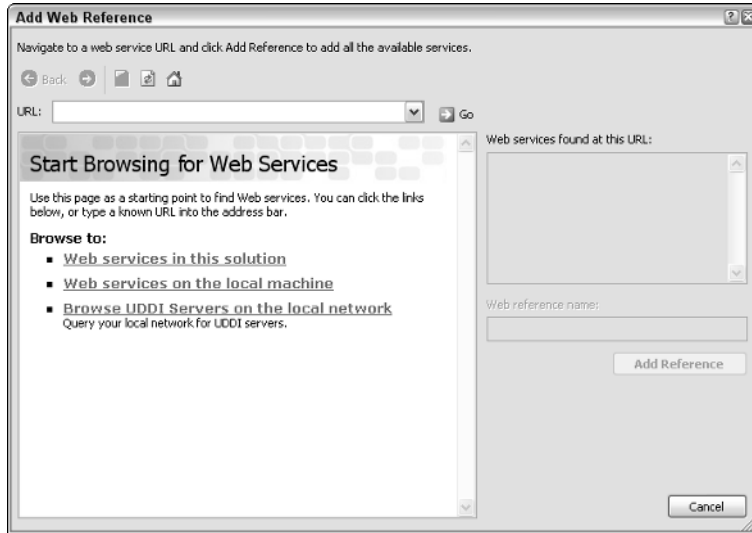 Add Web Reference
Navigate to a web service URL and click Add Reference to add all the available services.
Back
URL:
Go
Start Browsing for Web Services
Use this page as a starting point to find Web services. You can click the links
below, or type a known URL into the address bar.
Browse to:
Web services in this solution
Web services on the local machine
Browse UDDI Servers on the local network
Query your local network for UDDI servers.
Web services found at this URL:
Web reference name:
Add Reference
Cancel